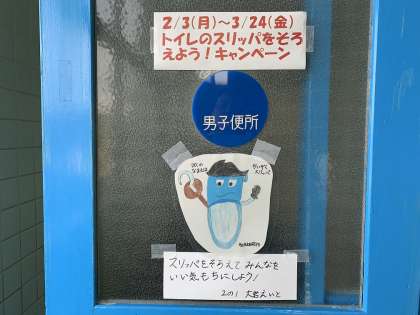 2/3(月)～3/24(金)
トイレのスリッパをそろ
えよう！キャンペーン
男子便所
スリッパをそろえて みんなを
いい気もちにしよう！
2の1